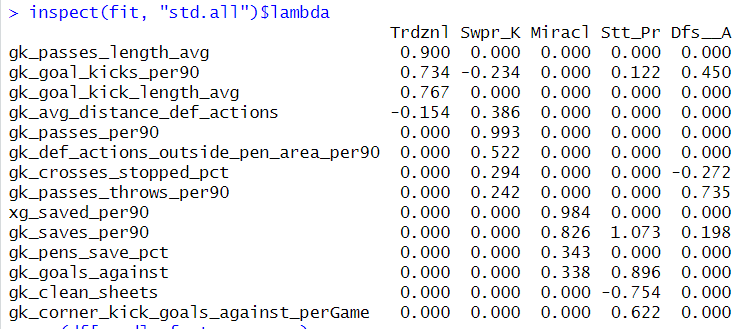 > inspect(fit, "std.all")$lambda
Trdznl Swpr_K Miracl Stt_Pr Dfs__A
gk_passes_length_avg 0.900 0.000 0.000 0.000 0.000
gk_goal_kicks_per90 0.734 -0.234 0.000 0.122 0.450
gk_goal_kick_length_avg 0.767 0.000 0.000 0.000 0.000
gk_avg_distance_def_actions -0.154 0.386 0.000 0.000 0.000
gk_passes_per90 0.000 0.993 0.000 0.000 0.000
gk_def_actions_outside_pen_area_per90 0.000 0.522 0.000 0.000 0.000
gk_crosses_stopped_pct 0.000 0.294 0.000 0.000 -0.272
gk_passes_throws_per90 0.000 0.242 0.000 0.000 0.735
xg_saved_per90 0.000 0.000 0.984 0.000 0.000
gk_saves_per90 0.000 0.000 0.826 1.073 0.198
gk_pens_save_pct 0.000 0.000 0.343 0.000 0.000
gk_goals_against 0.000 0.000 0.338 0.896 0.000
gk_clean_sheets 0.000 0.000 0.000 -0.754 0.000
gk_corner_kick_goals_against_perGame 0.000 0.000 0.000 0.622 0.000